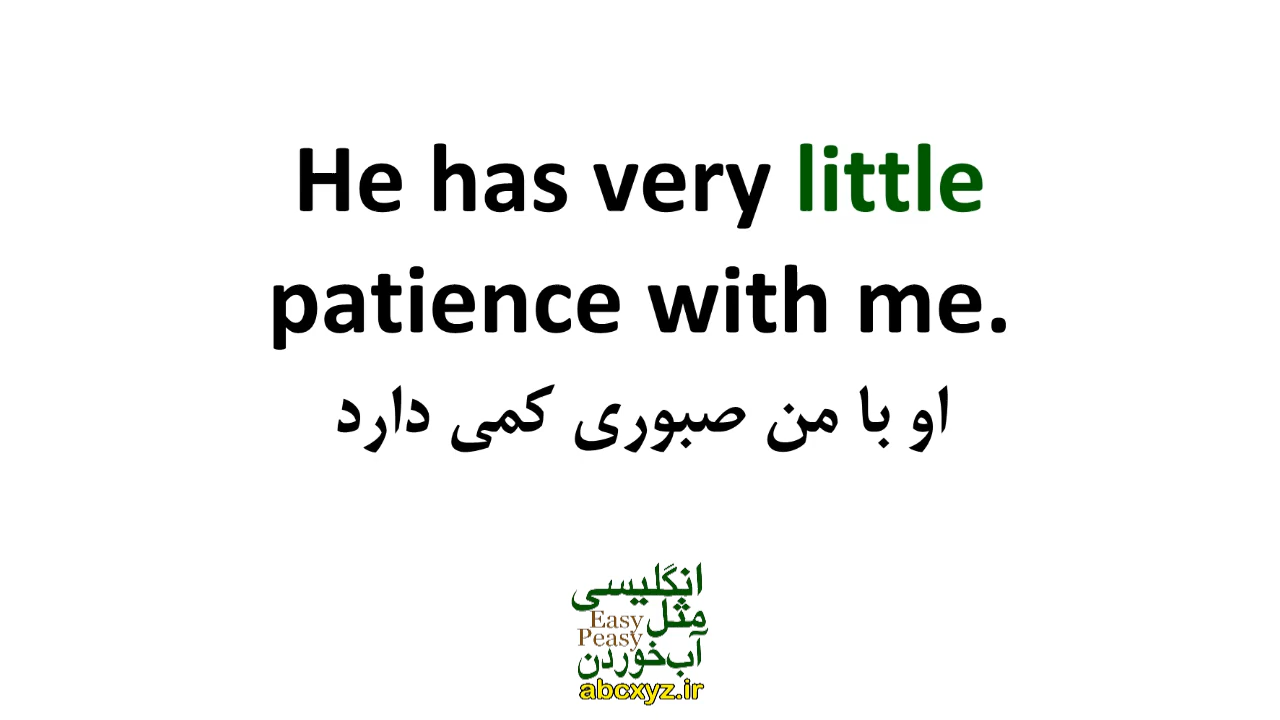 He has very little
patience with me.
او با من صبوری کمی دارد
انگلیسی
مثل
Easy
Peasy
آب‌خوردن
abcxyz.ir